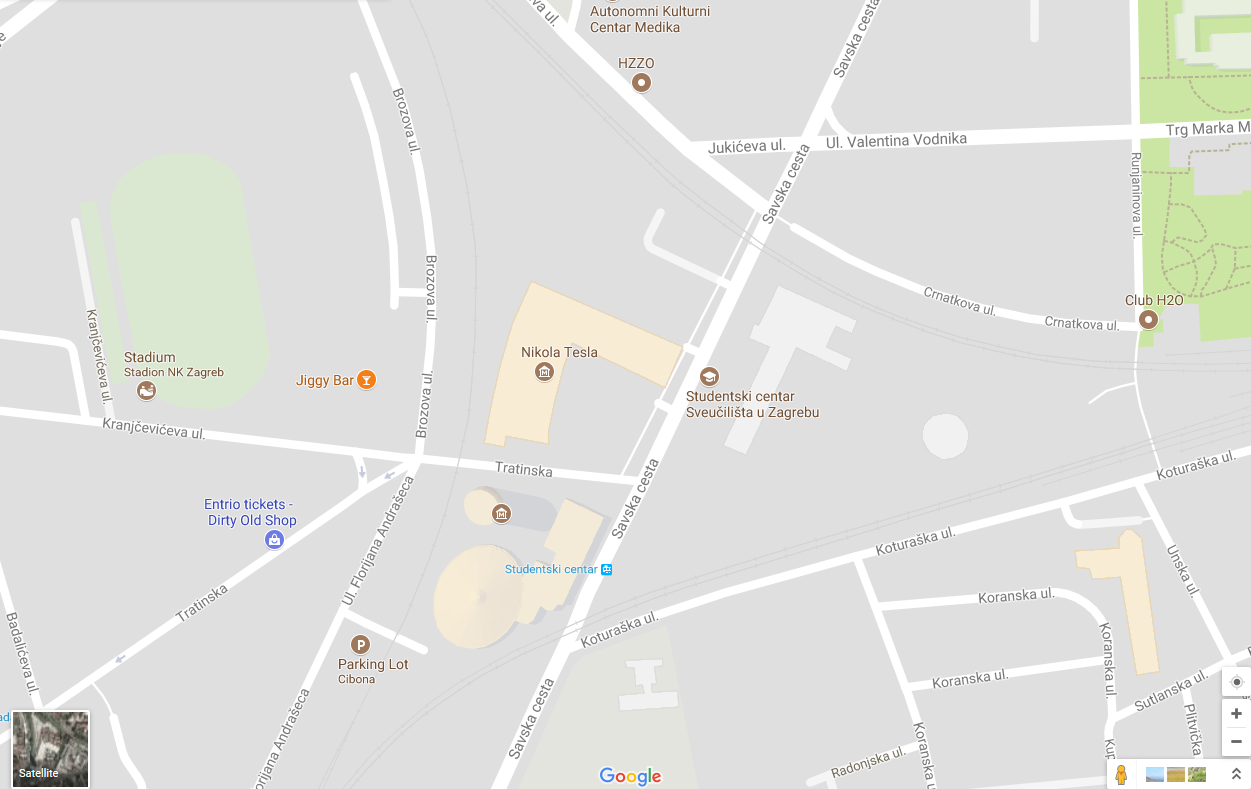 Autonomni Kulturni
Centar Medika
HZZO
Savska cesta
Brozova ul.
Jukićeva ul.
Ul. Valentina Vodnika
Trg Marka M
Runjaninova ul.
Savska cesta
Brozova ul.
Crnatkova ul.
Crnatkova ul.
Club H2O
Kranjčevićeva ul.
Stadium
Stadion NK Zagreb
Jiggy Bar
Nikola Tesla
Studentski centar
Sveučilišta u Zagrebu
Brozova ul.
Kranjčevićeva ul.
Tratinska
Savska cesta
Koturaška ul.
Entrio tickets -
Dirty Old Shop
Ul. Florijana Andrašeca
Koturaška ul.
Studentski centar
Unska ul.
Tratinska
Koturaška ul.
Koranska ul.
Badalićeva ul.
P
Parking Lot
Cibona
Koranska ul.
Koranska ul.
Sutlanska ul.
Plitvička
Savska cesta
Florijana Andrašeca
Koranska u
Kup
Radonjska ul.
Satellite
Google